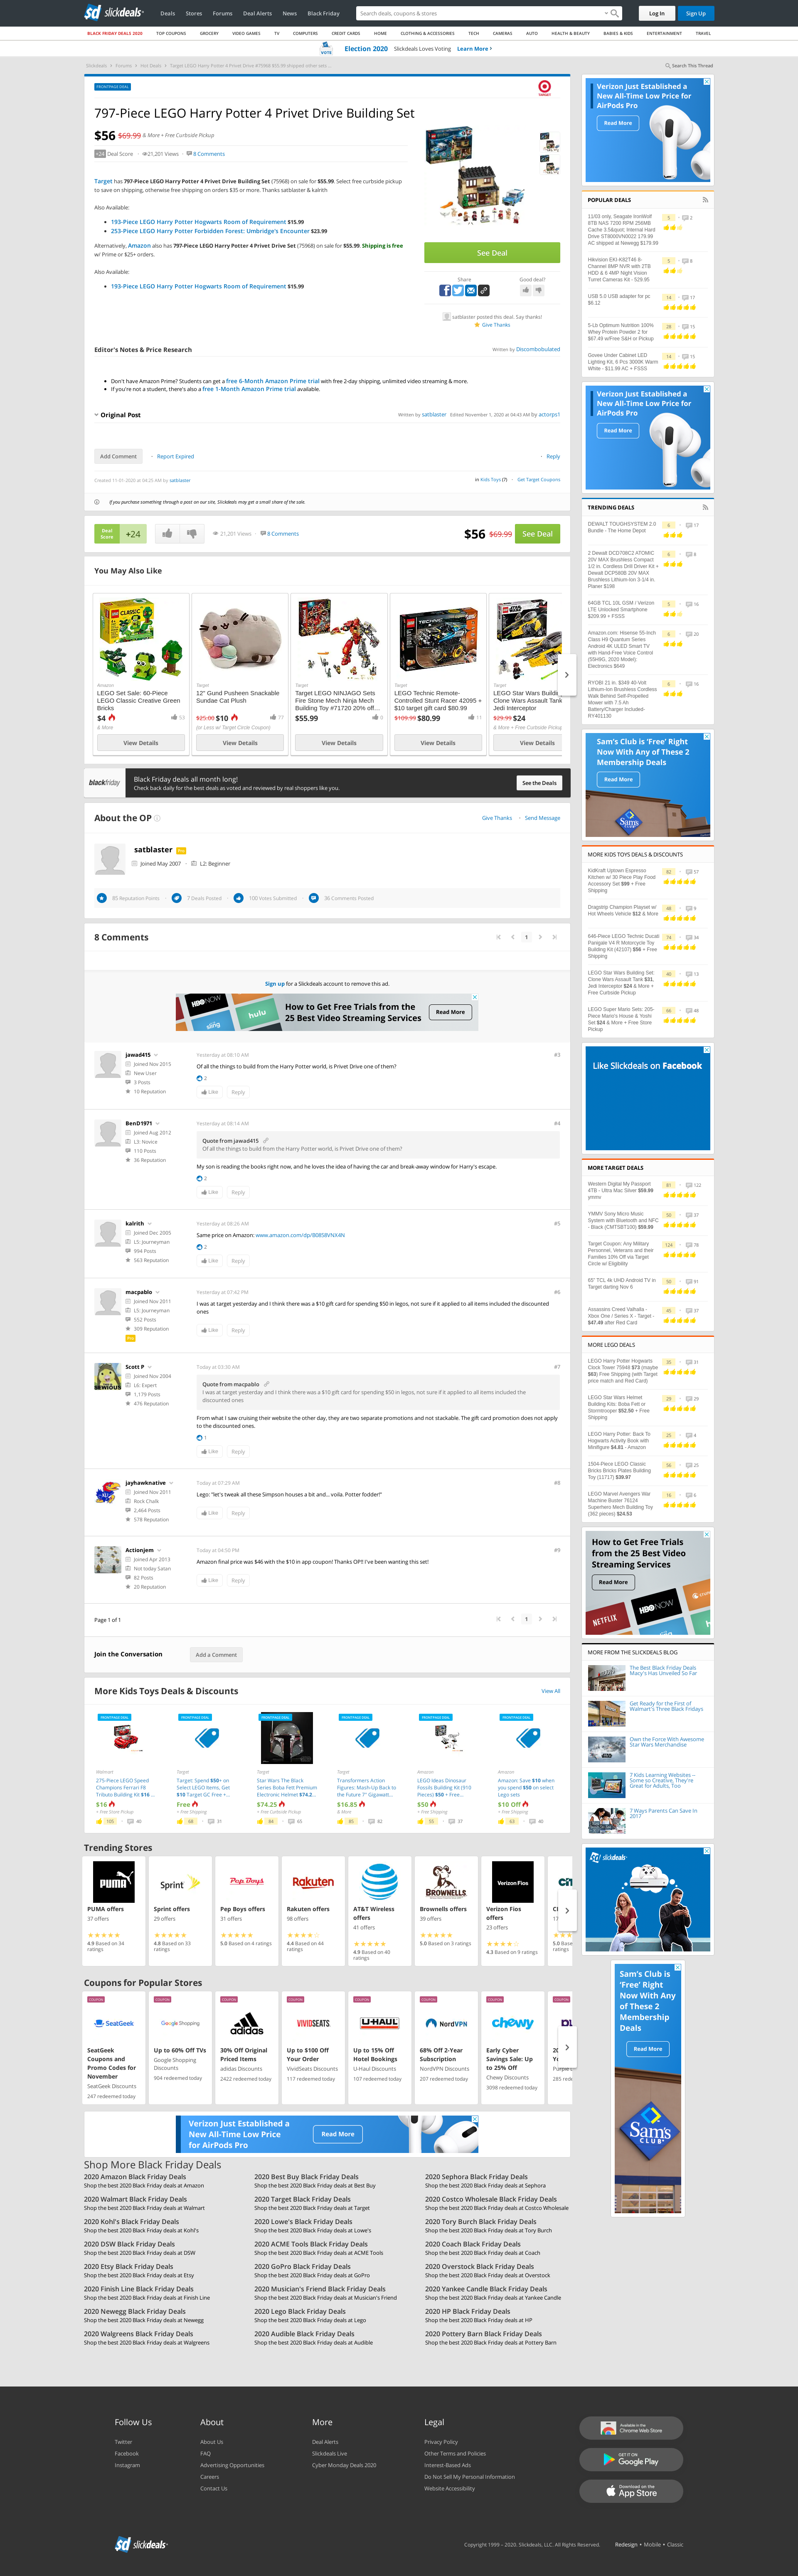 slickdeals
Deals Stores Forums Deal Alerts News Black Friday
Search deals, coupons & stores
Log In Sign Up
BLACK FRIDAY DEALS 2020 TOP COUPONS GROCERY VIDEO GAMES TV COMPUTERS CREDIT CARDS HOME CLOTHING & ACCESSORIES TECH CAMERAS AUTO HEALTH & BEAUTY BABIES & KIDS ENTERTAINMENT TRAVEL
VOTE Election 2020 Slickdeals Loves Voting Learn More
Search This Thread
FRONTPAGE DEAL
797-Piece LEGO Harry Potter 4 Privet Drive Building Set
$56 $69.99 & More + Free Curbside Pickup
+24 Deal Score 21,201 Views 8 Comments
Target has 797-Piece LEGO Harry Potter 4 Privet Drive Building Set (75968) on sale for $55.99. Select free curbside pickup
to save on shipping, otherwise free shipping on orders $35 or more. Thanks satblaster & kalrith
Also Available:
193-Piece LEGO Harry Potter Hogwarts Room of Requirement $15.99
253-Piece LEGO Harry Potter Forbidden Forest: Umbridge's Encounter $23.99
Alternatively, Amazon also has 797-Piece LEGO Harry Potter 4 Privet Drive Set (75968) on sale for $55.99. Shipping is free
w/ Prime or $25+ orders.
Also Available:
193-Piece LEGO Harry Potter Hogwarts Room of Requirement $15.99
See Deal
Share Good deal?
satblaster posted this deal. Say thanks!
Give Thanks
Editor's Notes & Price Research Written by Discombobulated
Don't have Amazon Prime? Students can get a free 6-Month Amazon Prime trial with free 2-day shipping, unlimited video streaming & more.
If you're not a student, there's also a free 1-Month Amazon Prime trial available.
Original Post Written by satblaster Edited November 1, 2020 at 04:43 AM by actorps1
Add Comment Report Expired Reply
Created 11-01-2020 at 04:25 AM by satblaster in Kids Toys (7) Get Target Coupons
If you purchase something through a post on our site, Slickdeals may get a small share of the sale.
Deal Score +24 21,201 Views 8 Comments $56 $69.99 See Deal
You May Also Like
Amazon
LEGO Set Sale: 60-Piece
LEGO Classic Creative Green
Bricks
$4 53
& More
View Details
Target
12" Gund Pusheen Snackable
Sundae Cat Plush
$25.00 $10 77
(or Less w/ Target Circle Coupon)
View Details
Target
Target LEGO NINJAGO Sets
Fire Stone Mech Ninja Mech
Building Toy #71720 20% off...
$55.99 0
View Details
Target
LEGO Technic Remote-
Controlled Stunt Racer 42095 +
$10 target gift card $80.99
$109.99 $80.99 11
View Details
Target
LEGO Star Wars Building
Clone Wars Assault Tank
Jedi Interceptor
$29.99 $24
& More + Free Curbside Pickup
View Details
blackfriday
Black Friday deals all month long!
Check back daily for the best deals as voted and reviewed by real shoppers like you.
See the Deals
About the OP Give Thanks Send Message
satblaster Pro
Joined May 2007 L2: Beginner
85 Reputation Points 7 Deals Posted 100 Votes Submitted 36 Comments Posted
8 Comments 1
Sign up for a Slickdeals account to remove this ad.
HBO NOW sling hulu
How to Get Free Trials from the
25 Best Video Streaming Services
Read More
jawad415 Yesterday at 08:10 AM #3
Joined Nov 2015
New User
3 Posts
10 Reputation
Of all the things to build from the Harry Potter world, is Privet Drive one of them?
2
Like Reply
BenD1971 Yesterday at 08:14 AM #4
Joined Aug 2012
L3: Novice
110 Posts
36 Reputation
Quote from jawad415
Of all the things to build from the Harry Potter world, is Privet Drive one of them?
My son is reading the books right now, and he loves the idea of having the car and break-away window for Harry's escape.
2
Like Reply
kalrith Yesterday at 08:26 AM #5
Joined Dec 2005
L5: Journeyman
994 Posts
563 Reputation
Same price on Amazon: www.amazon.com/dp/B0858VNX4N
2
Like Reply
macpablo Yesterday at 07:42 PM #6
Joined Nov 2011
L5: Journeyman
552 Posts
309 Reputation
Pro
I was at target yesterday and I think there was a $10 gift card for spending $50 in legos, not sure if it applied to all items included the discounted
ones
Like Reply
Scott P Today at 03:30 AM #7
Joined Nov 2004
L6: Expert
1,179 Posts
476 Reputation
Quote from macpablo
I was at target yesterday and I think there was a $10 gift card for spending $50 in legos, not sure if it applied to all items included the
discounted ones
From what I saw cruising their website the other day, they are two separate promotions and not stackable. The gift card promotion does not apply
to the discounted ones.
1
Like Reply
jayhawknative Today at 07:29 AM #8
Joined Nov 2011
Rock Chalk
2,464 Posts
578 Reputation
Lego: "let's tweak all these Simpson houses a bit and... voila, Potter fodder!"
Like Reply
Actionjem Today at 04:50 PM #9
Joined Apr 2013
Not today Satan
82 Posts
20 Reputation
Amazon final price was $46 with the $10 in app coupon! Thanks OP!! I've been wanting this set!!
Like Reply
Page 1 of 1 1
Join the Conversation Add a Comment
More Kids Toys Deals & Discounts View All
Walmart
275-Piece LEGO Speed
Champions Ferrari F8
Tributo Building Kit $16
$16
+ Free Store Pickup
105 40
Target
Target: Spend $50+ on
Select LEGO Items, Get
$10 Target GC Free +...
Free
+ Free Shipping
68 31
Target
Star Wars The Black
Series Boba Fett Premium
Electronic Helmet $74.2...
$74.25
+ Free Curbside Pickup
84 65
Target
Transformers Action
Figures: Mash-Up Back to
the Future 7" Gigawatt...
$16.85
& More
85 82
Amazon
LEGO Ideas Dinosaur
Fossils Building Kit (910
Pieces) $50 + Free...
$50
+ Free Shipping
55 37
Amazon
Amazon: Save $10 when
you spend $50 on select
Lego sets.
$10 Off
+ Free Shipping
63 40
Trending Stores
PUMA offers
37 offers
4.9 Based on 34 ratings
Sprint offers
29 offers
4.8 Based on 33 ratings
Pep Boys offers
31 offers
5.0 Based on 4 ratings
Rakuten offers
98 offers
4.4 Based on 44 ratings
AT&T Wireless offers
41 offers
4.9 Based on 40 ratings
Brownells offers
39 offers
5.0 Based on 3 ratings
Verizon Fios offers
23 offers
4.3 Based on 9 ratings
Coupons for Popular Stores
SeatGeek
Coupons and
Promo Codes for
November
SeatGeek Discounts
247 redeemed today
Up to 60% Off TVs
Google Shopping
Discounts
904 redeemed today
30% Off Original
Priced Items
adidas Discounts
2422 redeemed today
Up to $100 Off
Your Order
VividSeats Discounts
117 redeemed today
Up to 15% Off
Hotel Bookings
U-Haul Discounts
107 redeemed today
68% Off 2-Year
Subscription
NordVPN Discounts
207 redeemed today
Early Cyber
Savings Sale: Up
to 25% Off
Chewy Discounts
3098 redeemed today
Verizon Just Established a
New All-Time Low Price
for AirPods Pro
Read More
Shop More Black Friday Deals
2020 Amazon Black Friday Deals
Shop the best 2020 Black Friday deals at Amazon
2020 Best Buy Black Friday Deals
Shop the best 2020 Black Friday deals at Best Buy
2020 Sephora Black Friday Deals
Shop the best 2020 Black Friday deals at Sephora
2020 Walmart Black Friday Deals
Shop the best 2020 Black Friday deals at Walmart
2020 Target Black Friday Deals
Shop the best 2020 Black Friday deals at Target
2020 Costco Wholesale Black Friday Deals
Shop the best 2020 Black Friday deals at Costco Wholesale
2020 Kohl's Black Friday Deals
Shop the best 2020 Black Friday deals at Kohl's
2020 Lowe's Black Friday Deals
Shop the best 2020 Black Friday deals at Lowe's
2020 Tory Burch Black Friday Deals
Shop the best 2020 Black Friday deals at Tory Burch
2020 DSW Black Friday Deals
Shop the best 2020 Black Friday deals at DSW
2020 ACME Tools Black Friday Deals
Shop the best 2020 Black Friday deals at ACME Tools
2020 Coach Black Friday Deals
Shop the best 2020 Black Friday deals at Coach
2020 Etsy Black Friday Deals
Shop the best 2020 Black Friday deals at Etsy
2020 GoPro Black Friday Deals
Shop the best 2020 Black Friday deals at GoPro
2020 Overstock Black Friday Deals
Shop the best 2020 Black Friday deals at Overstock
2020 Finish Line Black Friday Deals
Shop the best 2020 Black Friday deals at Finish Line
2020 Musician's Friend Black Friday Deals
Shop the best 2020 Black Friday deals at Musician's Friend
2020 Yankee Candle Black Friday Deals
Shop the best 2020 Black Friday deals at Yankee Candle
2020 Newegg Black Friday Deals
Shop the best 2020 Black Friday deals at Newegg
2020 Lego Black Friday Deals
Shop the best 2020 Black Friday deals at Lego
2020 HP Black Friday Deals
Shop the best 2020 Black Friday deals at HP
2020 Walgreens Black Friday Deals
Shop the best 2020 Black Friday deals at Walgreens
2020 Audible Black Friday Deals
Shop the best 2020 Black Friday deals at Audible
2020 Pottery Barn Black Friday Deals
Shop the best 2020 Black Friday deals at Pottery Barn
Verizon Just Established a
New All-Time Low Price for
AirPods Pro
Read More
POPULAR DEALS
11/03 only, Seagate IronWolf
8TB NAS 7200 RPM 256MB
Cache 3.5&quot; Internal Hard
Drive ST8000VN0022 179.99
AC shipped at Newegg $179.99
Hikvision EKI-K82T46 8-
Channel 8MP NVR with 2TB
HDD & 6 4MP Night Vision
Turret Cameras Kit - 529.95
USB 5.0 USB adapter for pc
$6.12
5-Lb Optimum Nutrition 100%
Whey Protein Powder 2 for
$67.49 w/Free S&H or Pickup
Govee Under Cabinet LED
Lighting Kit, 6 Pcs 3000K Warm
White - $11.99 AC + FSSS
Verizon Just Established a
New All-Time Low Price for
AirPods Pro
Read More
TRENDING DEALS
DEWALT TOUGHSYSTEM 2.0
Bundle - The Home Depot
2 Dewalt DCD708C2 ATOMIC
20V MAX Brushless Compact
1/2 in. Cordless Drill Driver Kit +
Dewalt DCP580B 20V MAX
Brushless Lithium-Ion 3-1/4 in.
Planer $198
64GB TCL 10L GSM / Verizon
LTE Unlocked Smartphone
$209.99 + FSSS
Amazon.com: Hisense 55-Inch
Class H9 Quantum Series
Android 4K ULED Smart TV
with Hand-Free Voice Control
(55H9G, 2020 Model):
Electronics $649
RYOBI 21 in. $349 40-Volt
Lithium-Ion Brushless Cordless
Walk Behind Self-Propelled
Mower with 7.5 Ah
Battery/Charger Included-
RY401130
Sam's Club is 'Free' Right
Now With Any of These 2
Membership Deals
Read More
MORE KIDS TOYS DEALS & DISCOUNTS
KidKraft Uptown Espresso
Kitchen w/ 30 Piece Play Food
Accessory Set $99 + Free
Shipping
Dragstrip Champion Playset w/
Hot Wheels Vehicle $12 & More
646-Piece LEGO Technic Ducati
Panigale V4 R Motorcycle Toy
Building Kit (42107) $56 + Free
Shipping
LEGO Star Wars Building Set:
Clone Wars Assault Tank $31,
Jedi Interceptor $24 & More +
Free Curbside Pickup
LEGO Super Mario Sets: 205-
Piece Mario's House & Yoshi
Set $24 & More + Free Store
Pickup
Like Slickdeals on Facebook
MORE TARGET DEALS
Western Digital My Passport
4TB - Ultra Mac Silver $59.99
ymmv
YMMV Sony Micro Music
System with Bluetooth and NFC
- Black (CMTSBT100) $59.99
Target Coupon: Any Military
Personnel, Veterans and their
Families 10% Off via Target
Circle w/ Eligibility
65" TCL 4k UHD Android TV in
Target darting Nov 6
Assassins Creed Valhalla -
Xbox One / Series X - Target -
$47.49 after Red Card
MORE LEGO DEALS
LEGO Harry Potter Hogwarts
Clock Tower 75948 $73 (maybe
$63) Free Shipping (with Target
price match and Red Card)
LEGO Star Wars Helmet
Building Kits: Boba Fett or
Stormtrooper $52.50 + Free
Shipping
LEGO Harry Potter: Back To
Hogwarts Activity Book with
Minifigure $4.81 - Amazon
1504-Piece LEGO Classic
Bricks Bricks Plates Building
Toy (11717) $39.97
LEGO Marvel Avengers War
Machine Buster 76124
Superhero Mech Building Toy
(362 pieces) $24.53
How to Get Free Trials
from the 25 Best Video
Streaming Services
Read More
NETFLIX HBO NOW hulu
MORE FROM THE SLICKDEALS BLOG
The Best Black Friday Deals
Macy's Has Unveiled So Far
Get Ready for the First of
Walmart's Three Black Fridays
Own the Force With Awesome
Star Wars Merchandise
7 Kids Learning Websites –
Some so Creative, They're
Great for Adults, Too
7 Ways Parents Can Save in
2017
slickdeals
Sam's Club is
'Free' Right
Now With Any
of These 2
Membership
Deals
Read More
Sam's CLUB
Follow Us About More Legal
Twitter
Facebook
Instagram
About Us
FAQ
Advertising Opportunities
Careers
Contact Us
Deal Alerts
Slickdeals Live
Cyber Monday Deals 2020
Privacy Policy
Other Terms and Policies
Interest-Based Ads
Do Not Sell My Personal Information
Website Accessibility
Available in the Chrome Web Store
GET IT ON Google Play
Download on the App Store
slickdeals
Copyright 1999 - 2020. Slickdeals, LLC. All Rights Reserved. Redesign • Mobile • Classic